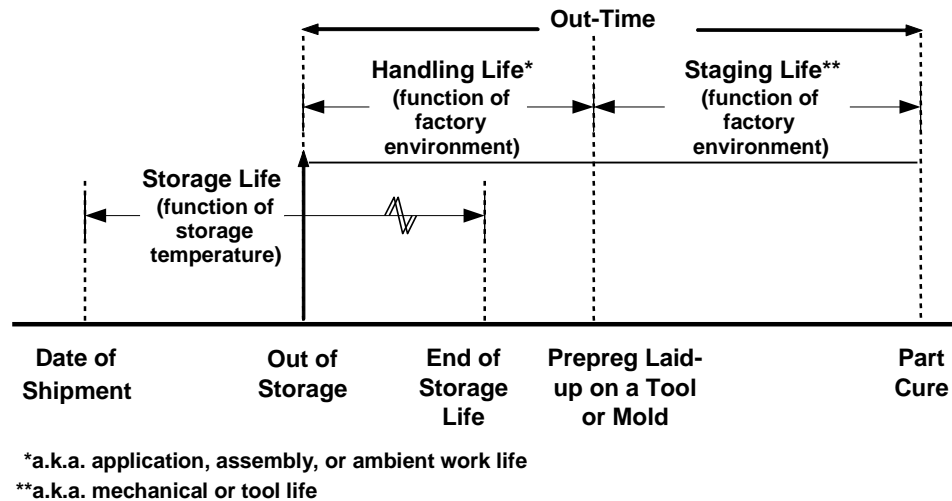 Out-Time
Handling Life*
(function of
factory
environment)
Staging Life**
(function of
factory
environment)
Storage Life
(function of
storage
temperature)
Date of
Shipment
Out of
Storage
End of
Storage
Life
Prepreg Laid-
up on a Tool
or Mold
Part
Cure
*a.k.a. application, assembly, or ambient work life
**a.k.a. mechanical or tool life